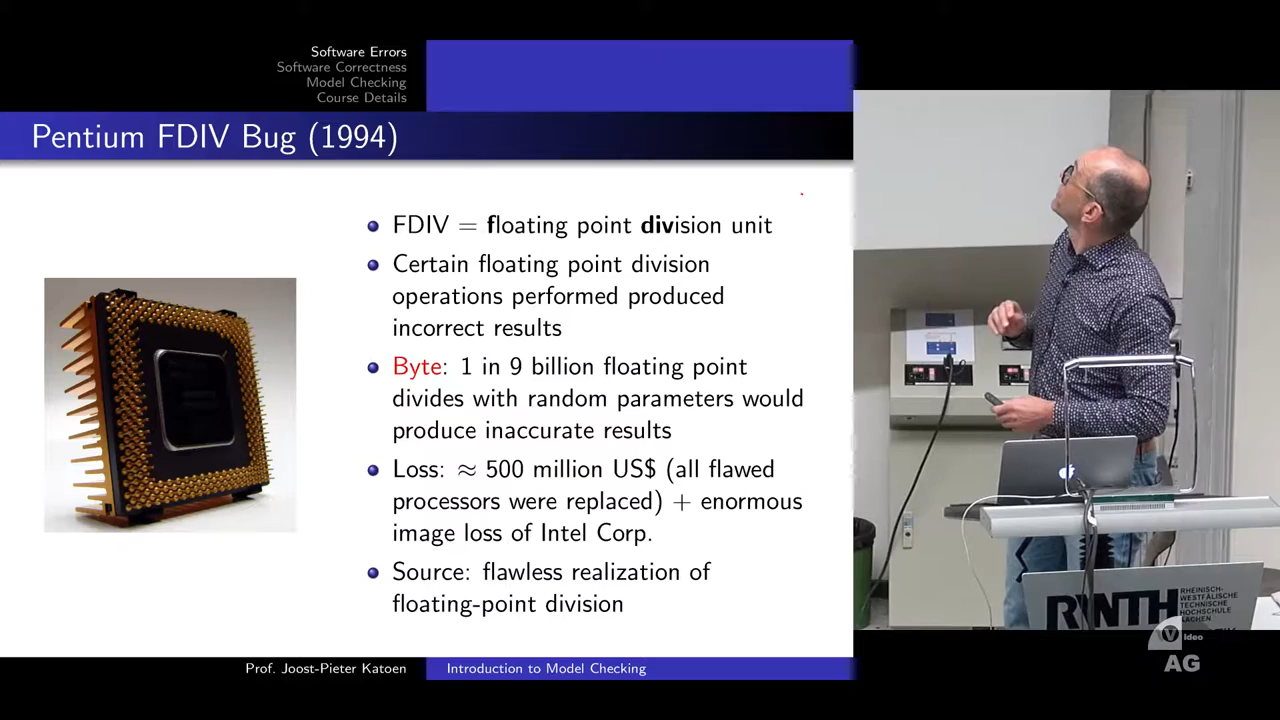 Software Errors
Software Correctness
Model Checking
Course Details
Pentium FDIV Bug (1994)
FDIV = floating point division unit
Certain floating point division
operations performed produced
incorrect results
Byte: 1 in 9 billion floating point
divides with random parameters would
produce inaccurate results
Loss: ≈ 500 million US$ (all flawed
processors were replaced) + enormous
image loss of Intel Corp.
Source: flawless realization of
floating-point division
Prof. Joost-Pieter Katoen
Introduction to Model Checking
RHEINISCH-
WESTFÄLISCHE
TECHNISCHE
HOCHSCHULE
AACHEN
Video
AG